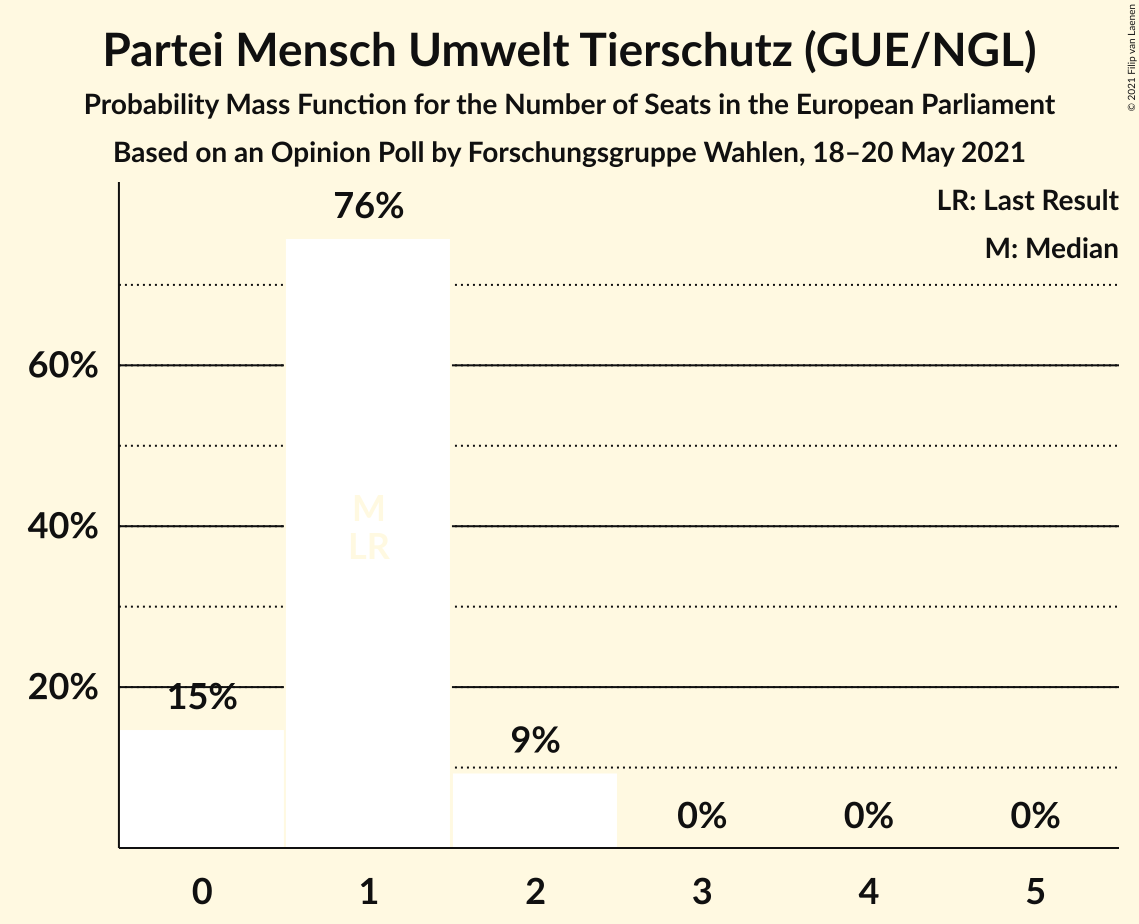 Partei Mensch Umwelt Tierschutz (GUE/NGL)
Probability Mass Function for the Number of Seats in the European Parliament
Based on an Opinion Poll by Forschungsgruppe Wahlen, 18–20 May 2021
© 2021 Filip van Laenen
LR: Last Result
M: Median
76%
60%
M
40%
LR
20%
15%
9%
0% 0% 0%
0 1 2 3 4 5